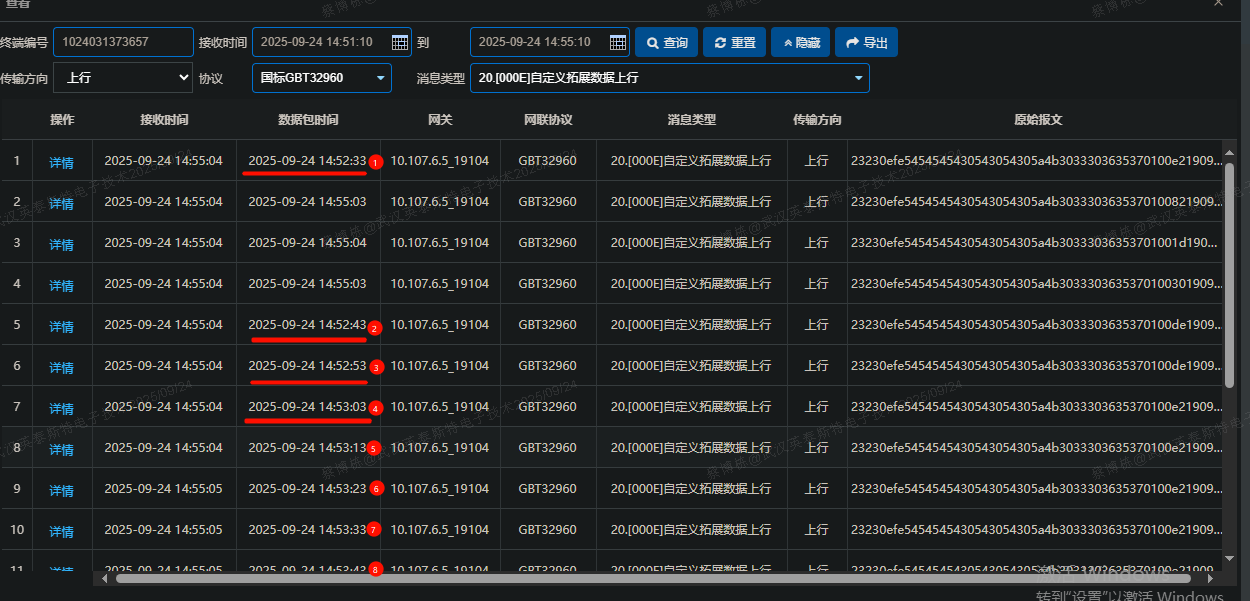 查看
终端编号 1024031373657 接收时间 2025-09-24 14:51:10 到 2025-09-24 14:55:10 查询 重置 隐藏 导出
传输方向 上行 协议 国标GBT32960 消息类型 20.[000E]自定义拓展数据上行
操作 接收时间 数据包时间 网关 网联协议 消息类型 传输方向 原始报文
1 详情 2025-09-24 14:55:04 2025-09-24 14:52:33 1 10.107.6.5_19104 GBT32960 20.[000E]自定义拓展数据上行 上行 23230efe5454545430543054305a4b3033303635370100e21909...
2 详情 2025-09-24 14:55:04 2025-09-24 14:55:03 10.107.6.5_19104 GBT32960 20.[000E]自定义拓展数据上行 上行 23230efe5454545430543054305a4b3033303635370100821909...
3 详情 2025-09-24 14:55:04 2025-09-24 14:55:04 10.107.6.5_19104 GBT32960 20.[000E]自定义拓展数据上行 上行 23230efe5454545430543054305a4b30333036353701001d190...
4 详情 2025-09-24 14:55:04 2025-09-24 14:55:03 10.107.6.5_19104 GBT32960 20.[000E]自定义拓展数据上行 上行 23230efe5454545430543054305a4b3033303635370100301909...
5 详情 2025-09-24 14:55:04 2025-09-24 14:52:43 2 10.107.6.5_19104 GBT32960 20.[000E]自定义拓展数据上行 上行 23230efe5454545430543054305a4b3033303635370100de1909...
6 详情 2025-09-24 14:55:04 2025-09-24 14:52:53 3 10.107.6.5_19104 GBT32960 20.[000E]自定义拓展数据上行 上行 23230efe5454545430543054305a4b3033303635370100de1909...
7 详情 2025-09-24 14:55:04 2025-09-24 14:53:03 4 10.107.6.5_19104 GBT32960 20.[000E]自定义拓展数据上行 上行 23230efe5454545430543054305a4b3033303635370100e21909...
8 详情 2025-09-24 14:55:04 2025-09-24 14:53:13 5 10.107.6.5_19104 GBT32960 20.[000E]自定义拓展数据上行 上行 23230efe5454545430543054305a4b3033303635370100e21909...
9 详情 2025-09-24 14:55:05 2025-09-24 14:53:23 6 10.107.6.5_19104 GBT32960 20.[000E]自定义拓展数据上行 上行 23230efe5454545430543054305a4b3033303635370100e21909...
10 详情 2025-09-24 14:55:05 2025-09-24 14:53:33 7 10.107.6.5_19104 GBT32960 20.[000E]自定义拓展数据上行 上行 23230efe5454545430543054305a4b3033303635370100e21909...
11 详情 2025-09-24 14:55:05 2025-09-24 14:53:43 8 10.107.6.5_19104 GBT32960 20.[000E]自定义拓展数据上行 上行
激活 Windows
转到"设置"以激活 Windows